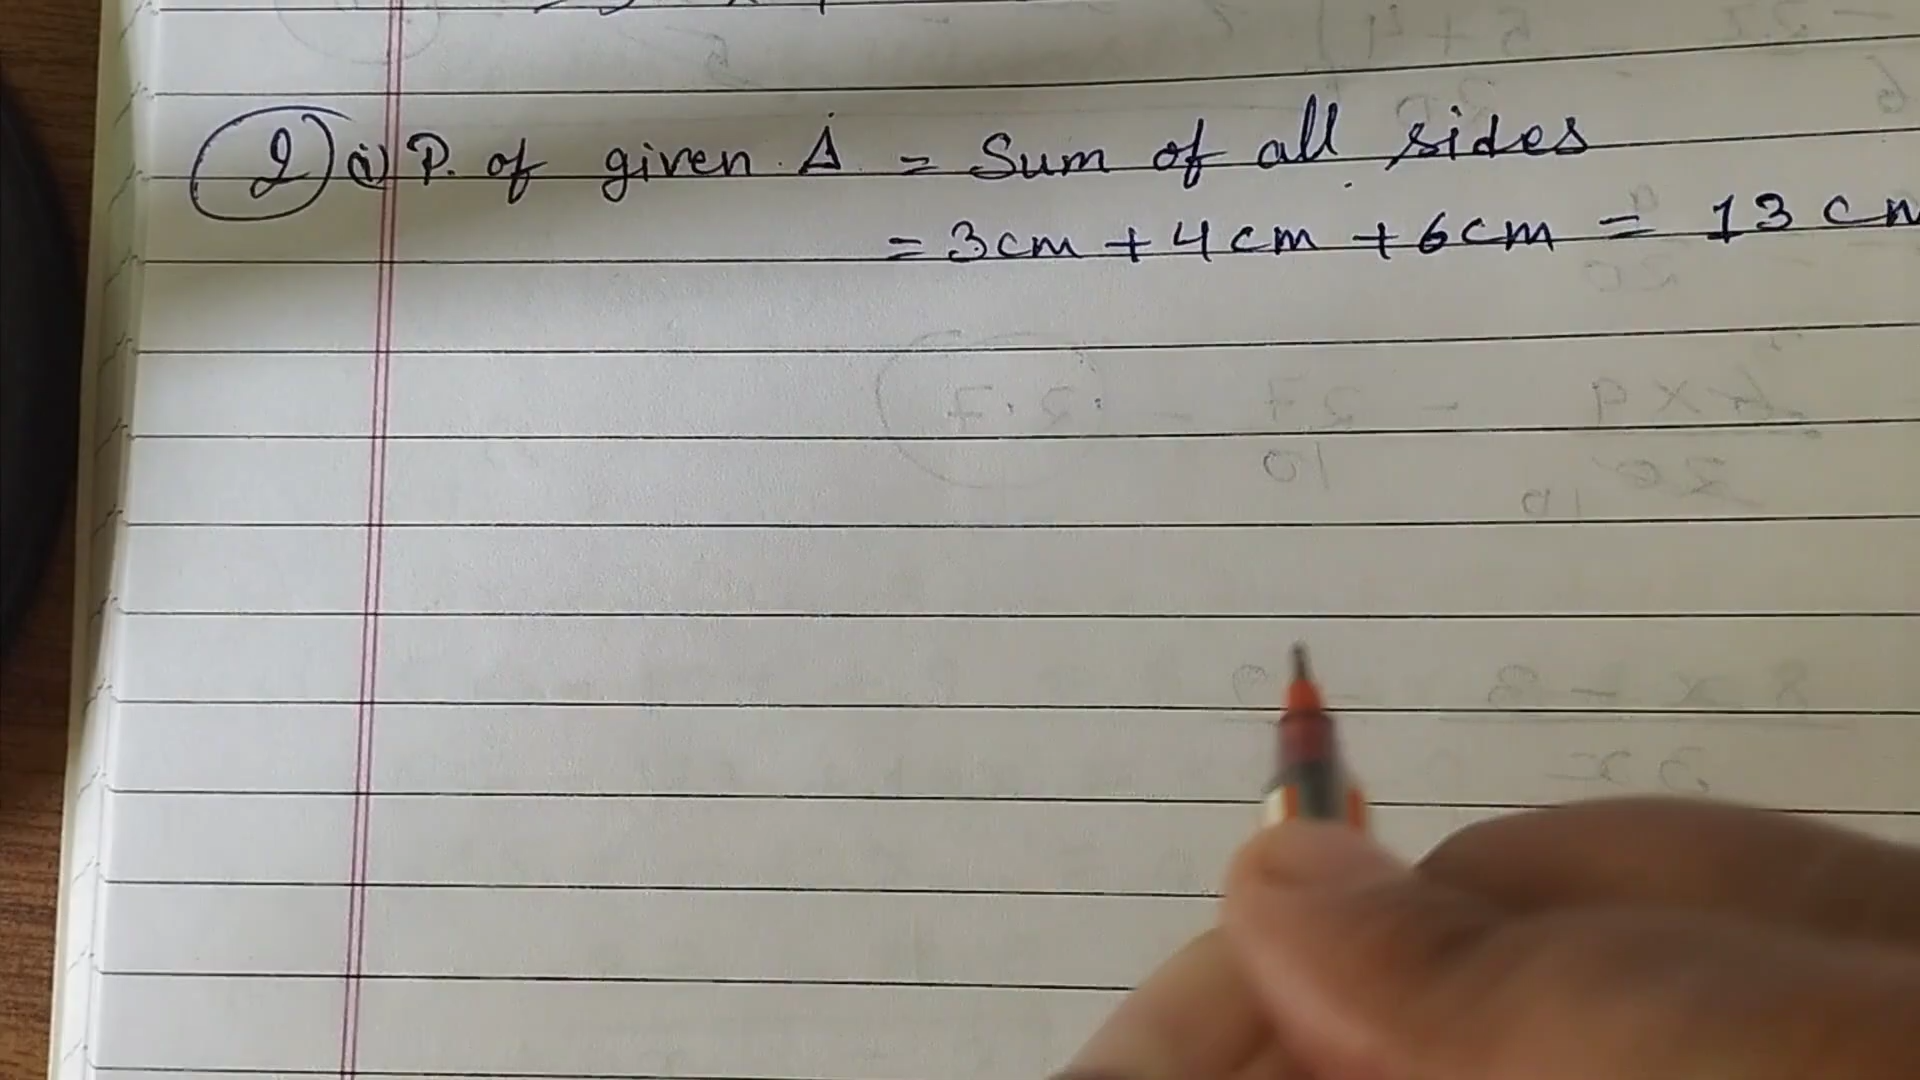 2 i) P. of given Δ = Sum of all sides
= 3cm + 4cm + 6cm = 13 cm